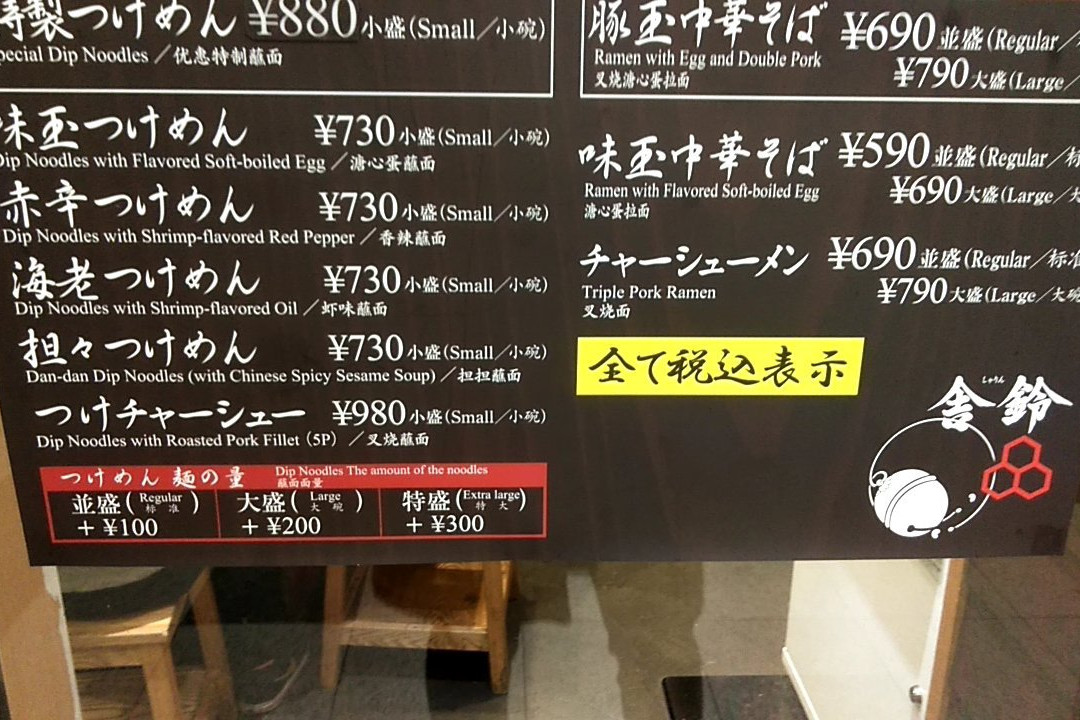 製つけめん ¥880 小盛(Small/小碗)
pecial Dip Noodles/优惠特制蘸面
味玉つけめん ¥730 小盛(Small/小碗)
Dip Noodles with Flavored Soft-boiled Egg/溏心蛋蘸面
赤辛つけめん ¥730 小盛(Small/小碗)
Dip Noodles with Shrimp-flavored Red Pepper/香辣蘸面
海老つけめん ¥730 小盛(Small/小碗)
Dip Noodles with Shrimp-flavored Oil/虾味蘸面
担々つけめん ¥730 小盛(Small/小碗)
Dan-dan Dip Noodles (with Chinese Spicy Sesame Soup)/担担蘸面
つけチャーシュー ¥980 小盛(Small/小碗)
Dip Noodles with Roasted Pork Fillet (5P)/叉烧蘸面
つけめん 麺の量 Dip Noodles The amount of the noodles
蘸面面量
並盛(Regular 标准) 大盛(Large 大碗) 特盛(Extra large 特大)
+¥100 +¥200 +¥300
豚玉中華そば ¥690 並盛(Regular/
Ramen with Egg and Double Pork ¥790 大盛(Large/
叉烧溏心蛋拉面
味玉中華そば ¥590 並盛(Regular/标
Ramen with Flavored Soft-boiled Egg ¥690 大盛(Large/大
溏心蛋拉面
チャーシューメン ¥690 並盛(Regular/标准
Triple Pork Ramen ¥790 大盛(Large/大碗
叉烧面
全て税込表示
しゃりん
舎鈴